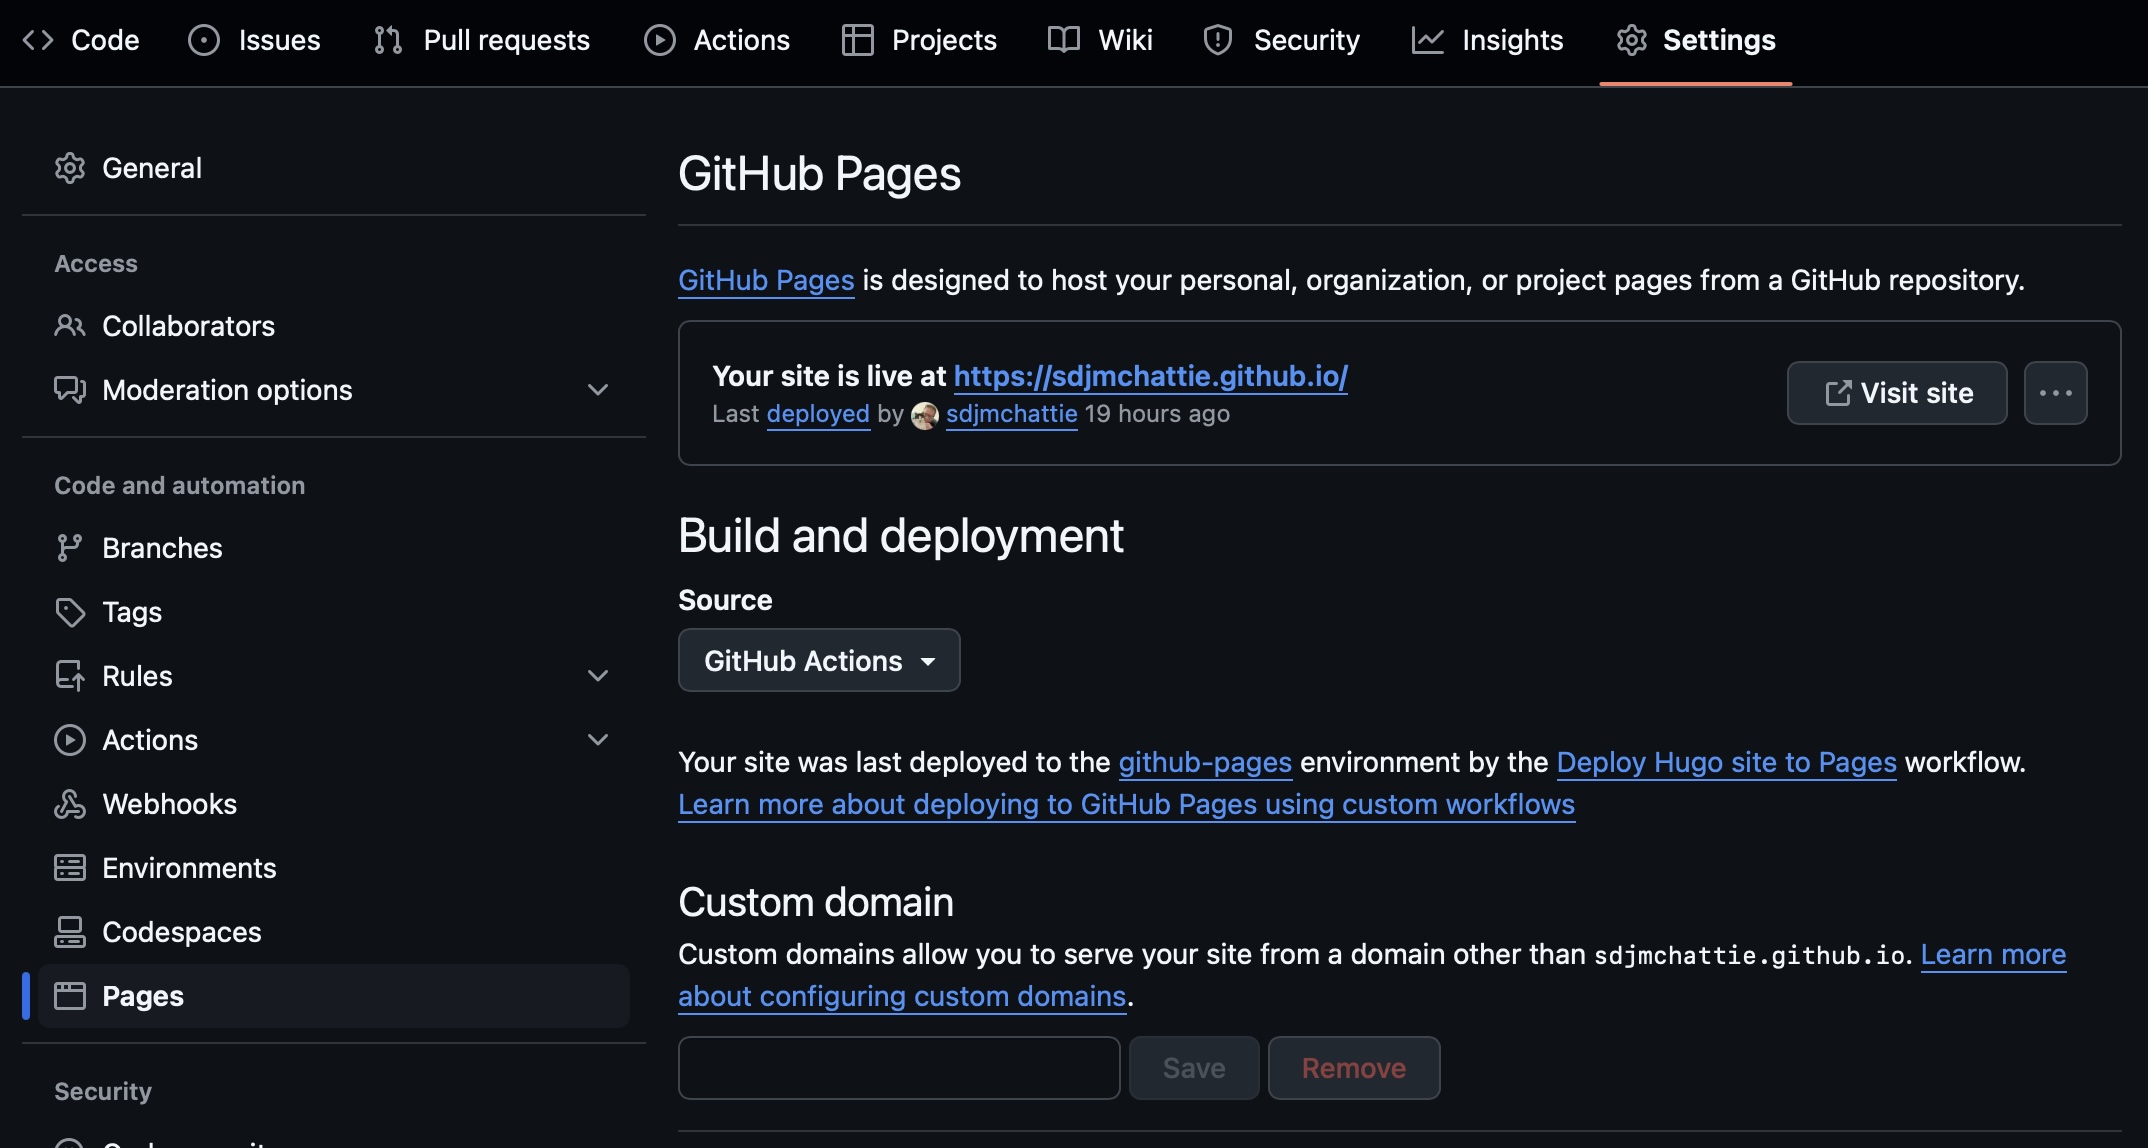 Code Issues Pull requests Actions Projects Wiki Security Insights Settings
General
Access
Collaborators
Moderation options
Code and automation
Branches
Tags
Rules
Actions
Webhooks
Environments
Codespaces
Pages
Security
GitHub Pages
GitHub Pages is designed to host your personal, organization, or project pages from a GitHub repository.
Your site is live at https://sdjmchattie.github.io/
Last deployed by sdjmchattie 19 hours ago
Visit site
Build and deployment
Source
GitHub Actions
Your site was last deployed to the github-pages environment by the Deploy Hugo site to Pages workflow.
Learn more about deploying to GitHub Pages using custom workflows
Custom domain
Custom domains allow you to serve your site from a domain other than sdjmchattie.github.io. Learn more
about configuring custom domains.
Save Remove